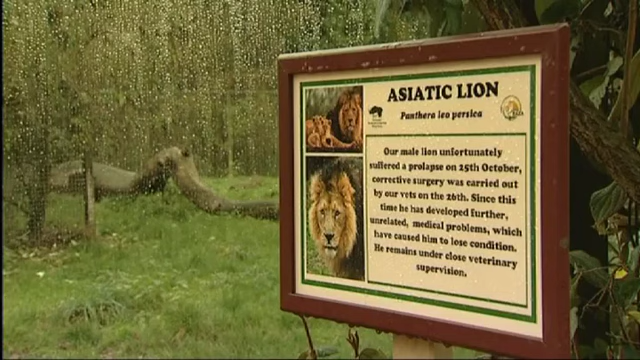 ASIATIC LION
Panthera leo persica
Our male lion unfortunately
suffered a prolapse on 25th October,
corrective surgery was carried out
by our vets on the 26th. Since this
time he has developed further,
unrelated, medical problems, which
have caused him to lose condition.
He remains under close veterinary
supervision.